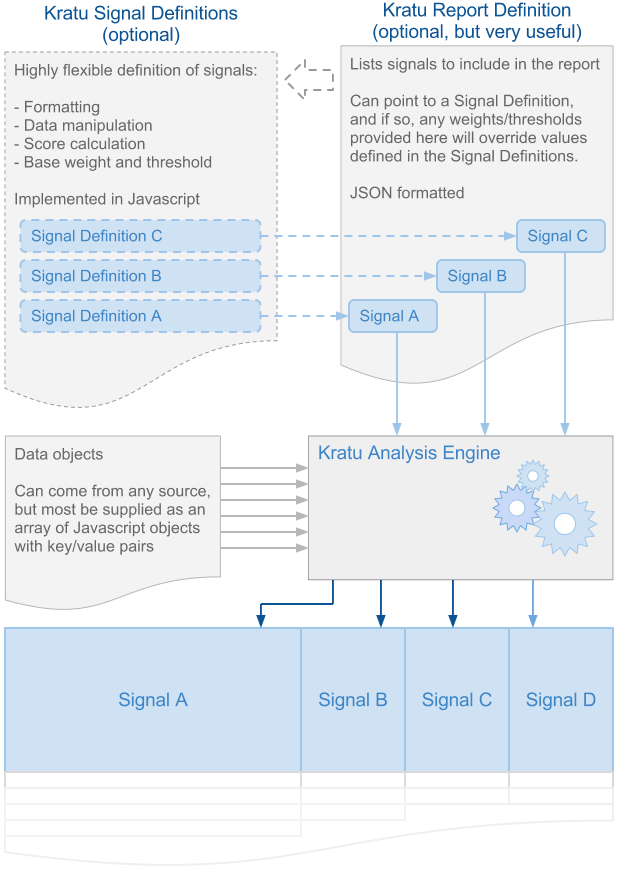 Kratu Signal Definitions
(optional)
Highly flexible definition of signals:
- Formatting
- Data manipulation
- Score calculation
- Base weight and threshold
Implemented in Javascript
Signal Definition C
Signal Definition B
Signal Definition A
Kratu Report Definition
(optional, but very useful)
Lists signals to include in the report
Can point to a Signal Definition,
and if so, any weights/thresholds
provided here will override values
defined in the Signal Definitions.
JSON formatted
Signal C
Signal B
Signal A
Data objects
Can come from any source,
but most be supplied as an
array of Javascript objects
with key/value pairs
Kratu Analysis Engine
Signal A
Signal B
Signal C
Signal D